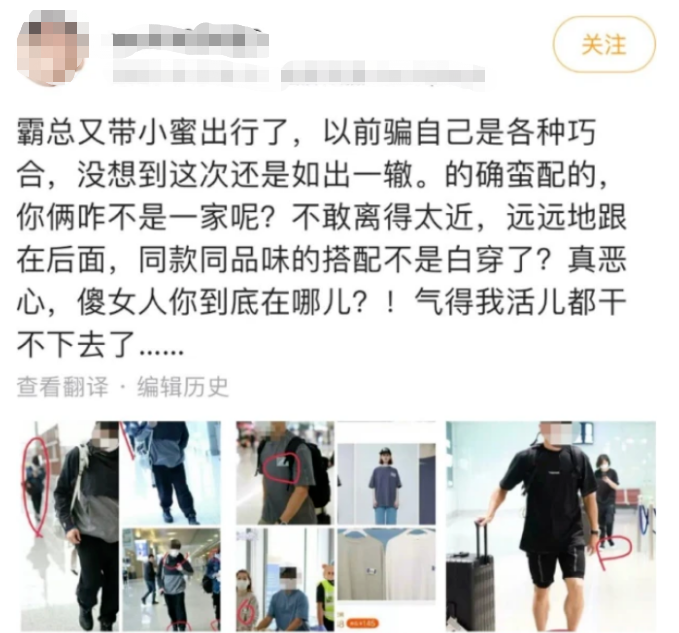 关注
霸总又带小蜜出行了，以前骗自己是各种巧
合，没想到这次还是如出一辙。的确蛮配的，
你俩咋不是一家呢？不敢离得太近，远远地跟
在后面，同款同品味的搭配不是白穿了？真恶
心，傻女人你到底在哪儿？！气得我活儿都干
不下去了……
查看翻译 · 编辑历史